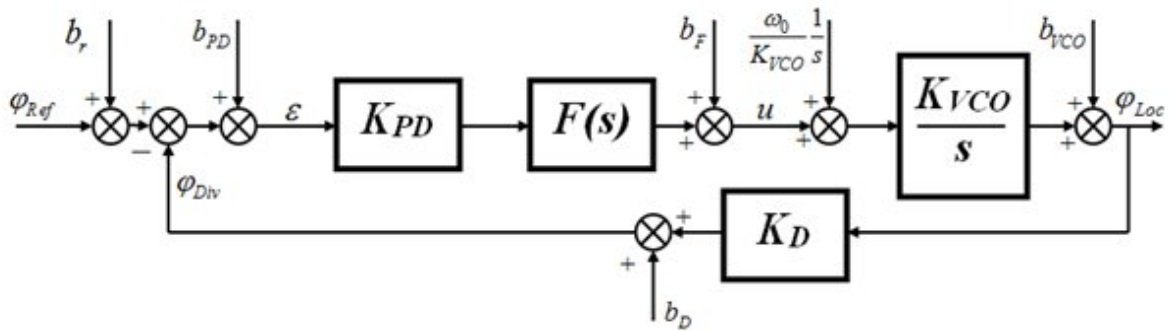 b_r
b_PD
b_F
ω_0 / K_VCO 1 / s
b_VCO
φ_Ref
+
+
+
−
+
ε
K_PD
F(s)
+
+
u
+
+
K_VCO / s
+
+
φ_Loc
φ_Div
+
+
K_D
b_D